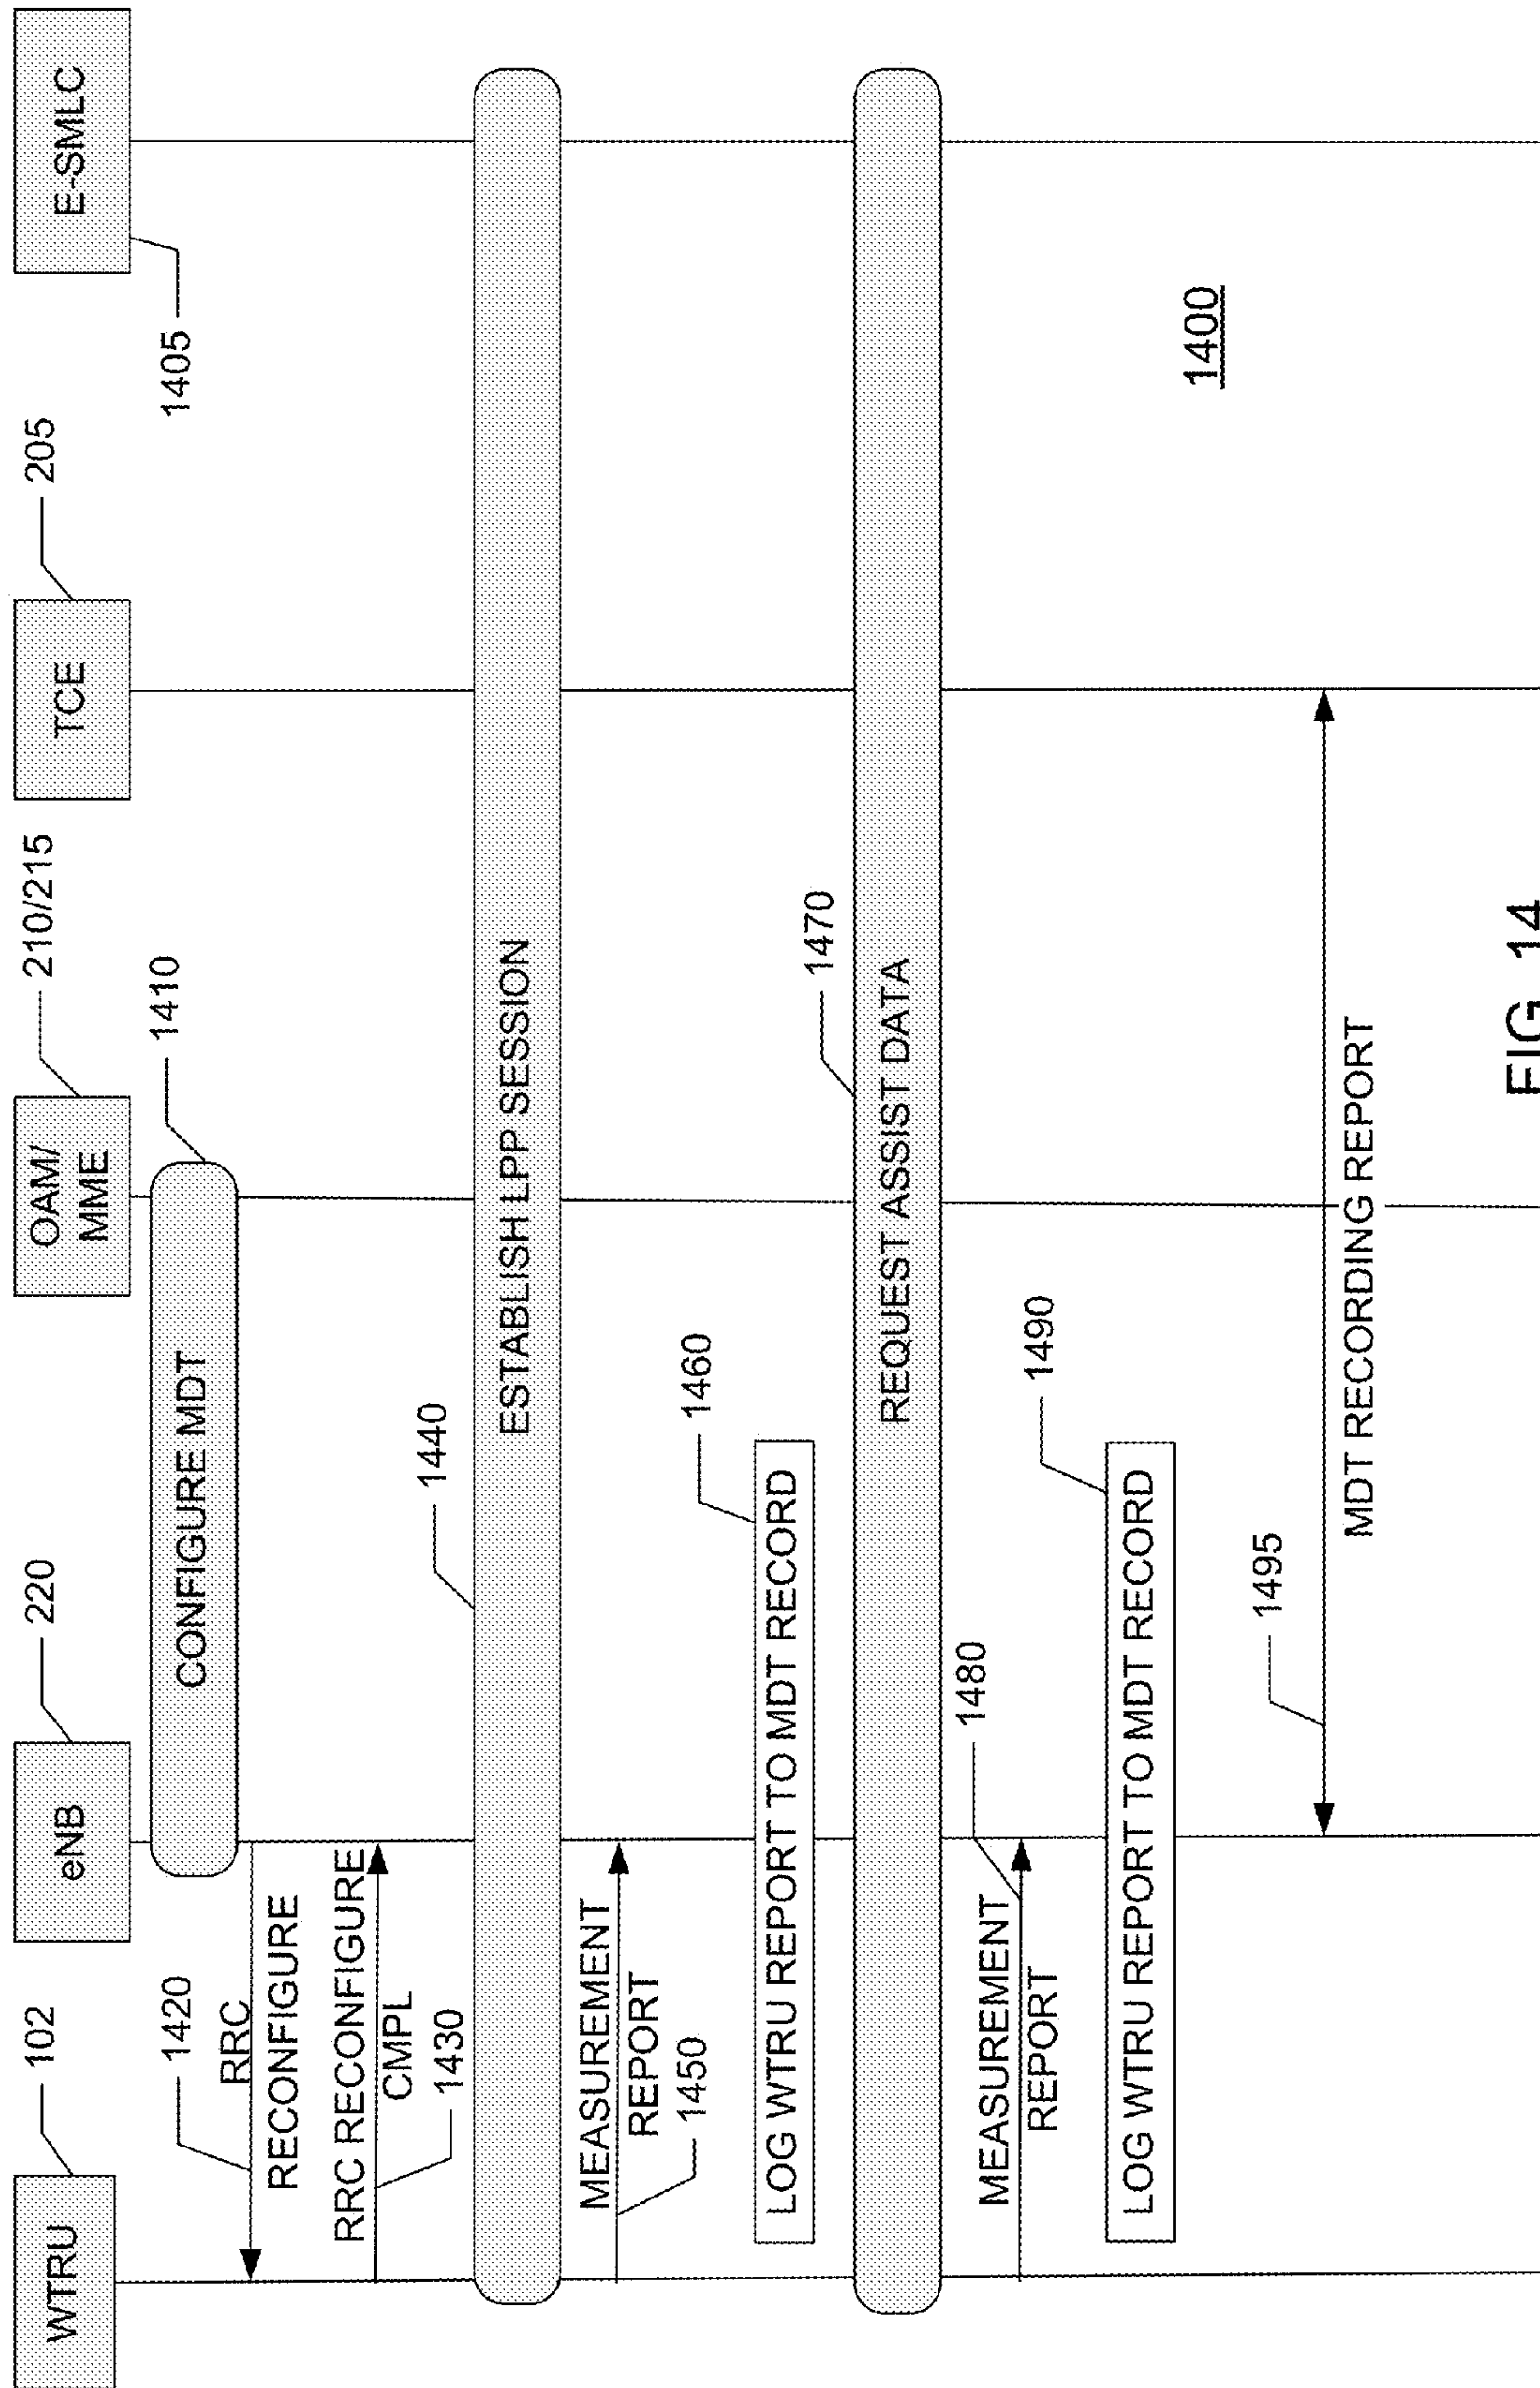 WTRU
102
eNB
220
OAM/
MME
210/215
TCE
205
E-SMLC
1405
CONFIGURE MDT
1410
1420
RRC
RECONFIGURE
RRC RECONFIGURE
CMPL
1430
1440
ESTABLISH LPP SESSION
MEASUREMENT
REPORT
1450
1460
LOG WTRU REPORT TO MDT RECORD
1470
REQUEST ASSIST DATA
1480
MEASUREMENT
REPORT
1490
LOG WTRU REPORT TO MDT RECORD
1495
MDT RECORDING REPORT
1400
FIG. 14